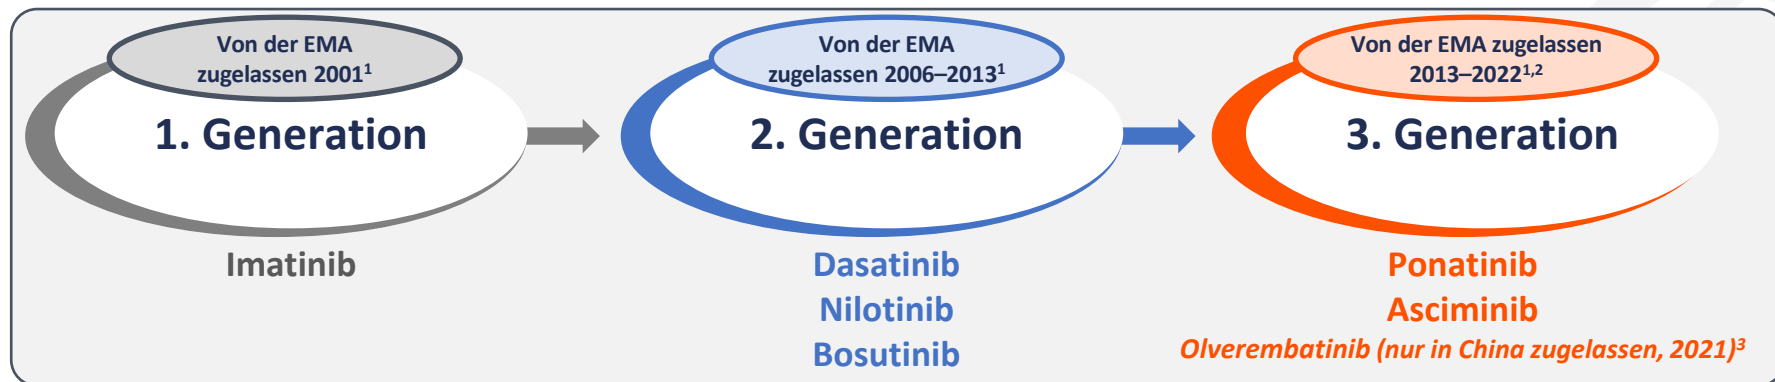 Von der EMA
zugelassen 2001¹
1. Generation
Imatinib
Von der EMA
zugelassen 2006–2013¹
2. Generation
Dasatinib
Nilotinib
Bosutinib
Von der EMA zugelassen
2013–2022¹,²
3. Generation
Ponatinib
Asciminib
Olverembatinib (nur in China zugelassen, 2021)³